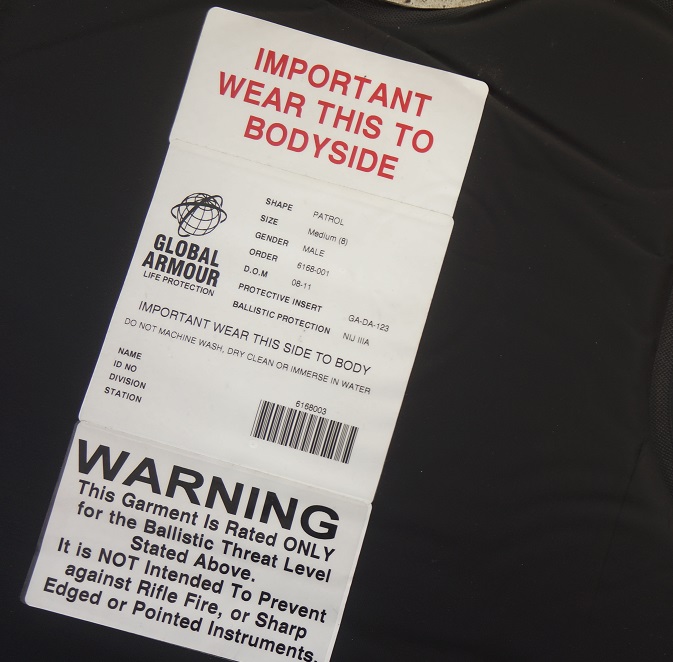 IMPORTANT
WEAR THIS TO
BODYSIDE
GLOBAL
ARMOUR
LIFE PROTECTION
SHAPE PATROL
SIZE Medium (8)
GENDER MALE
ORDER 6168-001
D.O.M 08-11
PROTECTIVE INSERT GA-DA-123
BALLISTIC PROTECTION NIJ IIIA
IMPORTANT WEAR THIS SIDE TO BODY
DO NOT MACHINE WASH, DRY CLEAN OR IMMERSE IN WATER
NAME
ID NO
DIVISION
STATION
6168003
WARNING
This Garment Is Rated ONLY
for the Ballistic Threat Level
Stated Above.
It is NOT Intended To Prevent
against Rifle Fire, or Sharp
Edged or Pointed Instruments.